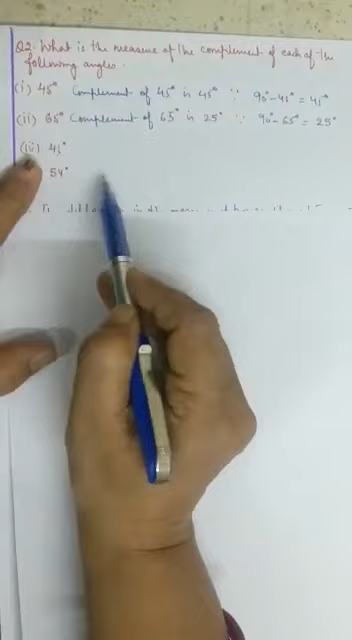 Q2. What is the measure of the complement of each of the
following angles.
(i) 45° Complement of 45° is 45° ∵ 90° - 45° = 45°
(ii) 65° Complement of 65° is 25° ∵ 90° - 65° = 25°
(iii) 41°
54°